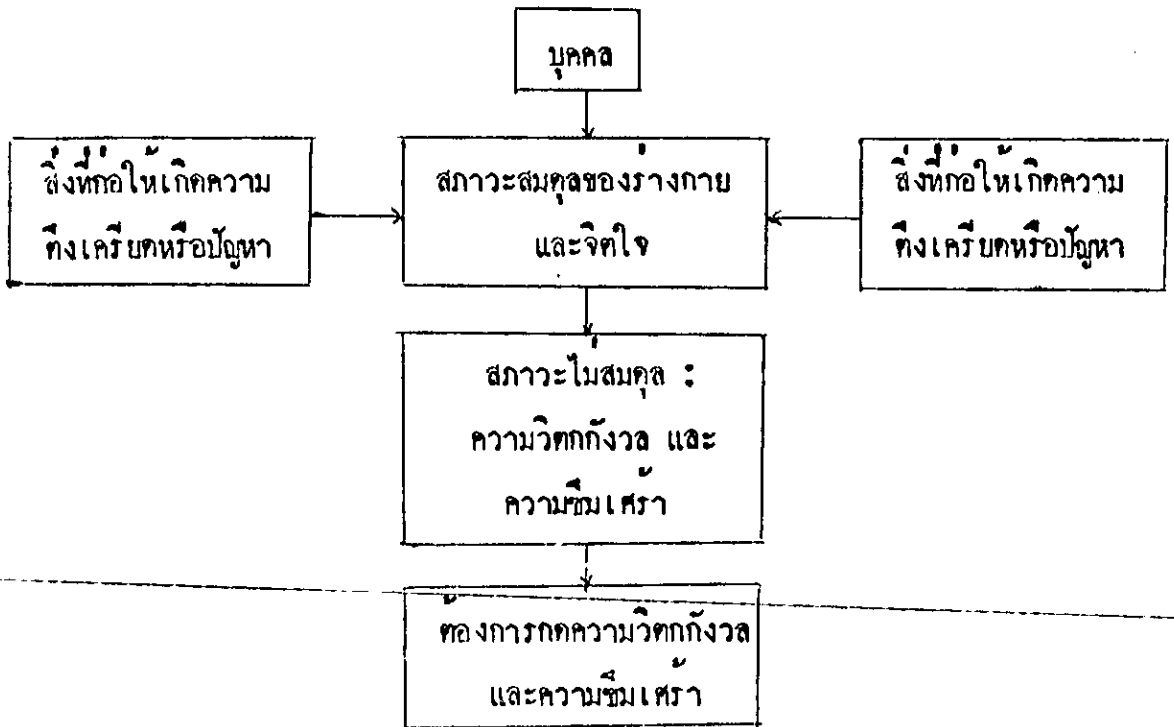 บุคคล
สิ่งที่ก่อให้เกิดความ
ตึงเครียดหรือปัญหา
สภาวะสมดุลของร่างกาย
และจิตใจ
สิ่งที่ก่อให้เกิดความ
ตึงเครียดหรือปัญหา
สภาวะไม่สมดุล :
ความวิตกกังวล และ
ความซึมเศร้า
ต้องการกดความวิตกกังวล
และความซึมเศร้า